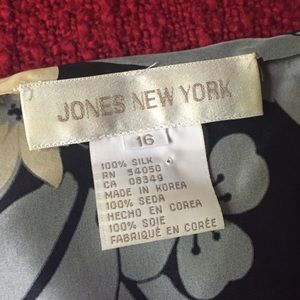 JONES NEW YORK
16
100% SILK
RN 54050
CA 08349
MADE IN KOREA
100% SEDA
HECHO EN COREA
100% SOIE
FABRIQUÉ EN CORÉE